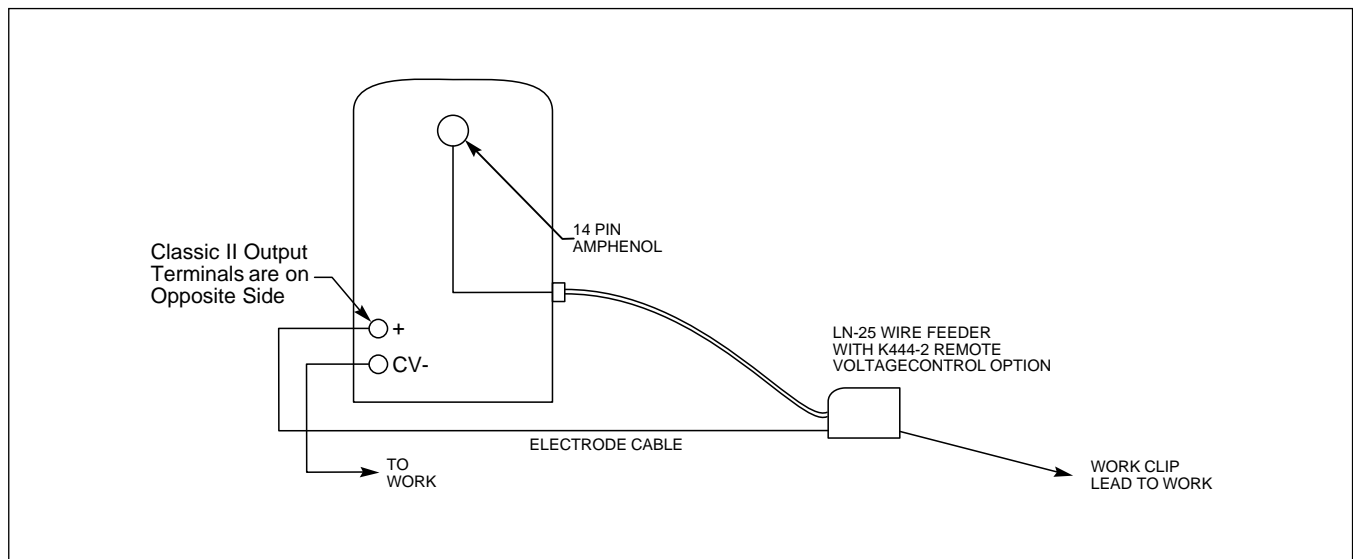 14 PIN
AMPHENOL
Classic II Output
Terminals are on
Opposite Side
+
CV-
LN-25 WIRE FEEDER
WITH K444-2 REMOTE
VOLTAGECONTROL OPTION
ELECTRODE CABLE
TO
WORK
WORK CLIP
LEAD TO WORK